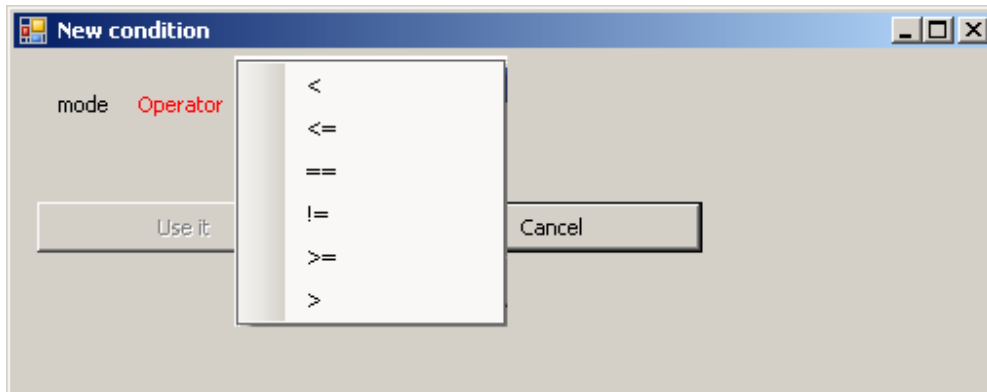 New condition
mode Operator
<
<=
==
!=
>=
>
Use it
Cancel